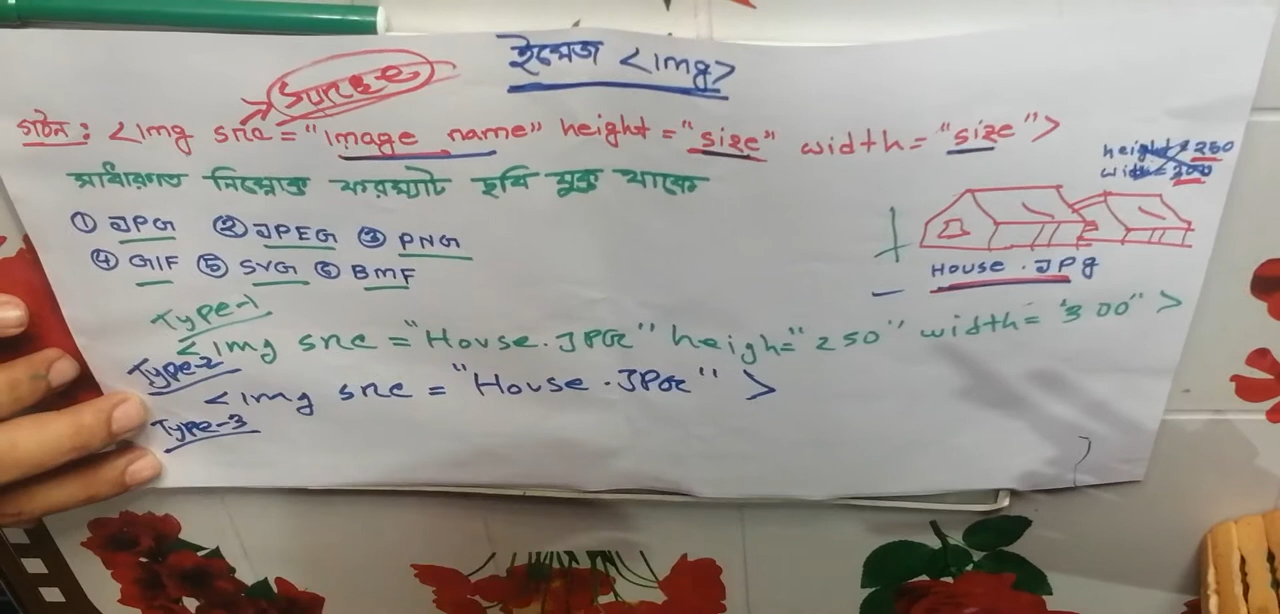 ইমেজ <img>
Source
গঠন : <img src="image name" height="size" width="size">
সাধারণত নিম্নোক্ত ফরম্যাট ছবি যুক্ত থাকে
height = 250
width = 300
① JPG ② JPEG ③ PNG
④ GIF ⑤ SVG ⑥ BMF
House.JPg
Type-1
<img src="House.JPG" heigh="250" width="300">
Type-2
<img src="House.JPG">
Type-3